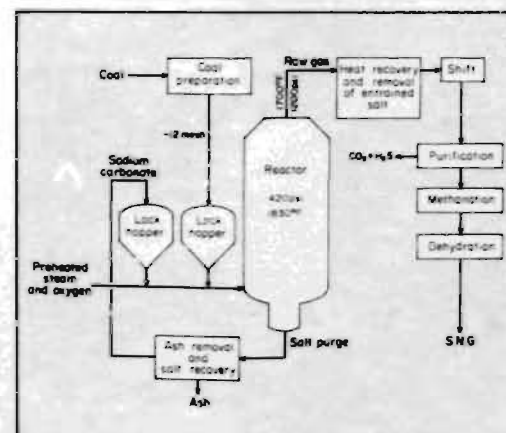 Coal
Coal
preparation
-12 mesh
Sodium
carbonate
Lock
hopper
Lock
hopper
Preheated
steam
and oxygen
Reactor
1700°F
1200psi
Raw gas
Heat recovery
and removal
of entrained
salt
Shift
CO₂ + H₂S
Purification
Methanation
Dehydration
SNG
Salt purge
Ash removal
and
salt recovery
Ash